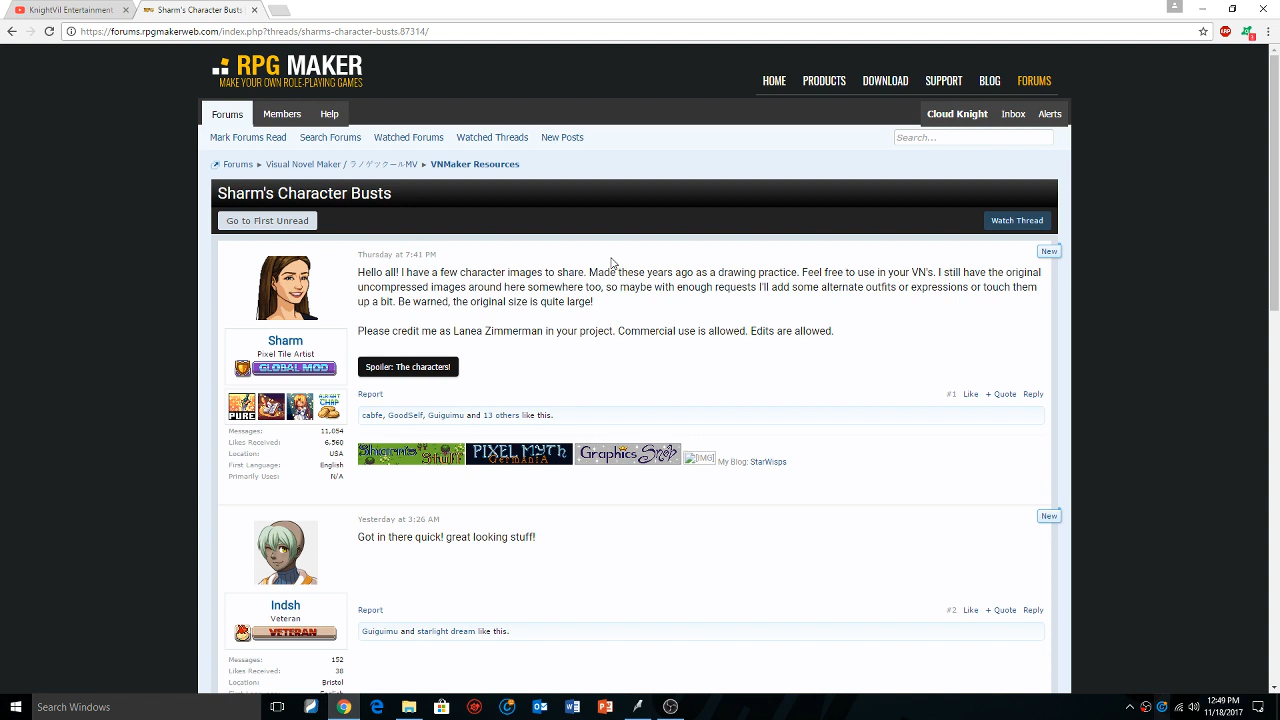 KnightVil Entertainment
Sharm's Character Busts
https://forums.rpgmakerweb.com/index.php?threads/sharms-character-busts.87314/
RPG MAKER
MAKE YOUR OWN ROLE-PLAYING GAMES
HOME PRODUCTS DOWNLOAD SUPPORT BLOG FORUMS
Forums Members Help Cloud Knight Inbox Alerts
Mark Forums Read Search Forums Watched Forums Watched Threads New Posts Search...
Forums Visual Novel Maker / ラノゲツクールMV VNMaker Resources
Sharm's Character Busts
Go to First Unread Watch Thread
Thursday at 7:41 PM New
Hello all! I have a few character images to share. Made these years ago as a drawing practice. Feel free to use in your VN's. I still have the original
uncompressed images around here somewhere too, so maybe with enough requests I'll add some alternate outfits or expressions or touch them
up a bit. Be warned, the original size is quite large!
Please credit me as Lanea Zimmerman in your project. Commercial use is allowed. Edits are allowed.
Sharm
Pixel Tile Artist
GLOBAL MOD
Spoiler: The characters!
Report #1 Like + Quote Reply
PURE ALRIGHT CHAP
cabfe, GoodSelf, Guiguimu and 13 others like this.
Messages: 11,054
Likes Received: 6,560
Location: USA
First Language: English
Primarily Uses: N/A
Sharm's Stuff PIXEL MYTH GERMANIA Graphics Shop [IMG] My Blog: StarWisps
Yesterday at 3:26 AM New
Got in there quick! great looking stuff!
Indsh
Veteran
VETERAN
Report #2 Like + Quote Reply
Guiguimu and starlight dream like this.
Messages: 152
Likes Received: 38
Location: Bristol
First Language: English
Search Windows
12:49 PM
11/18/2017